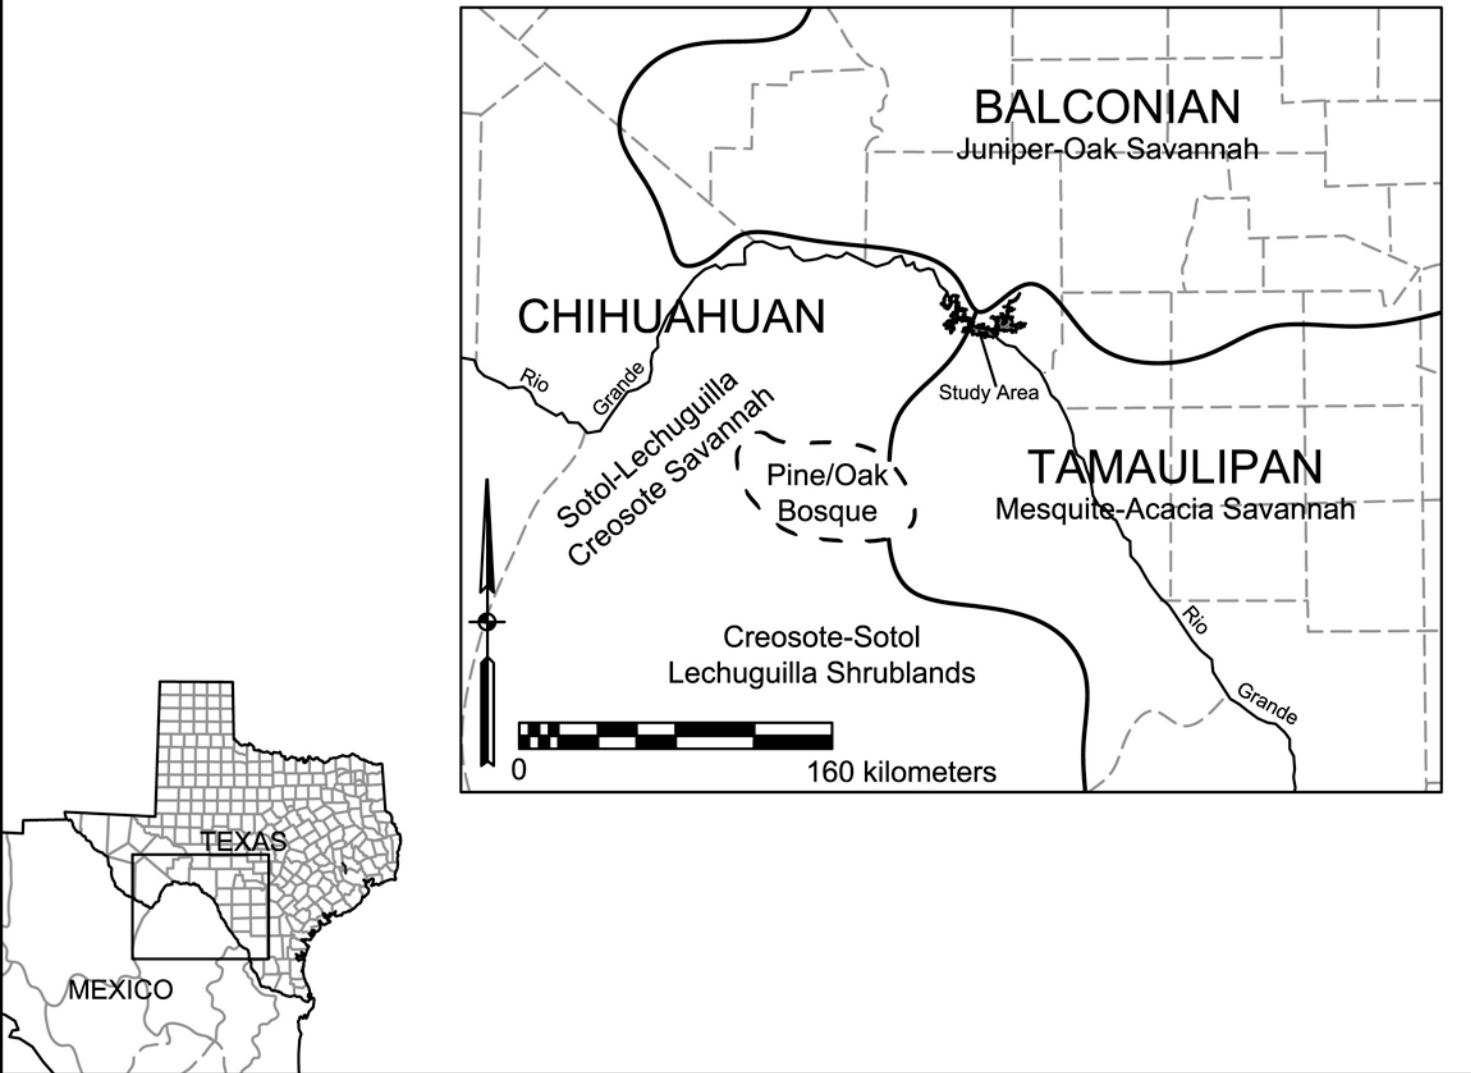 BALCONIAN
Juniper-Oak Savannah
CHIHUAHUAN
Rio
Grande
Study Area
Sotol-Lechuguilla
Creosote Savannah
Pine/Oak
Bosque
TAMAULIPAN
Mesquite-Acacia Savannah
Rio
Grande
Creosote-Sotol
Lechuguilla Shrublands
0
160 kilometers
TEXAS
MEXICO